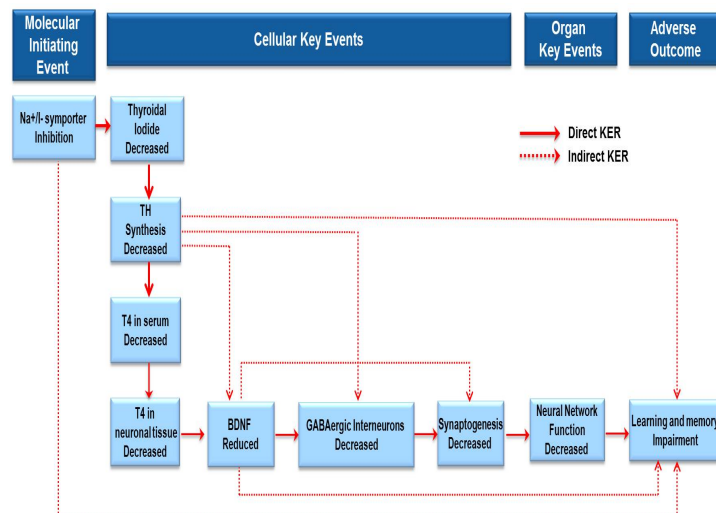 Molecular
Initiating
Event
Cellular Key Events
Organ
Key Events
Adverse
Outcome
Na+/I- symporter
Inhibition
Thyroidal
Iodide
Decreased
Direct KER
Indirect KER
TH
Synthesis
Decreased
T4 in serum
Decreased
T4 in
neuronal tissue
Decreased
BDNF
Reduced
GABAergic Interneurons
Decreased
Synaptogenesis
Decreased
Neural Network
Function
Decreased
Learning and memory
Impairment